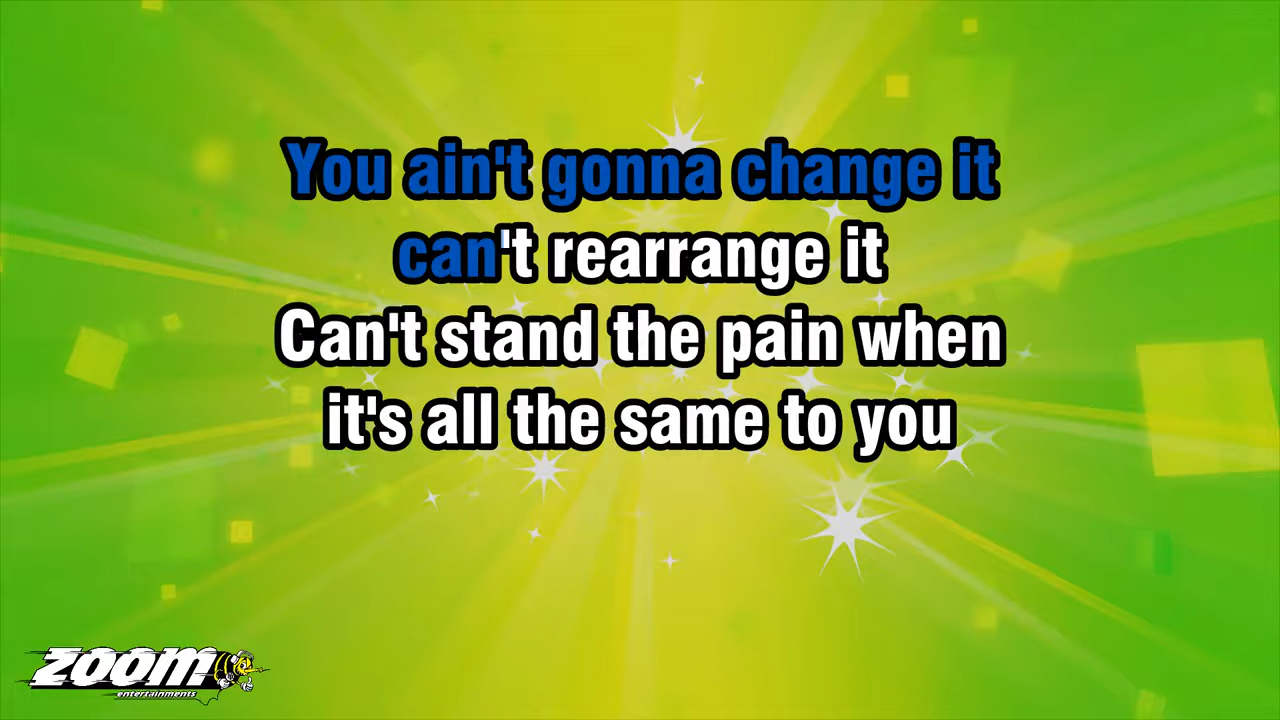 You ain't gonna change it
can't rearrange it
Can't stand the pain when
it's all the same to you
zoom
entertainments